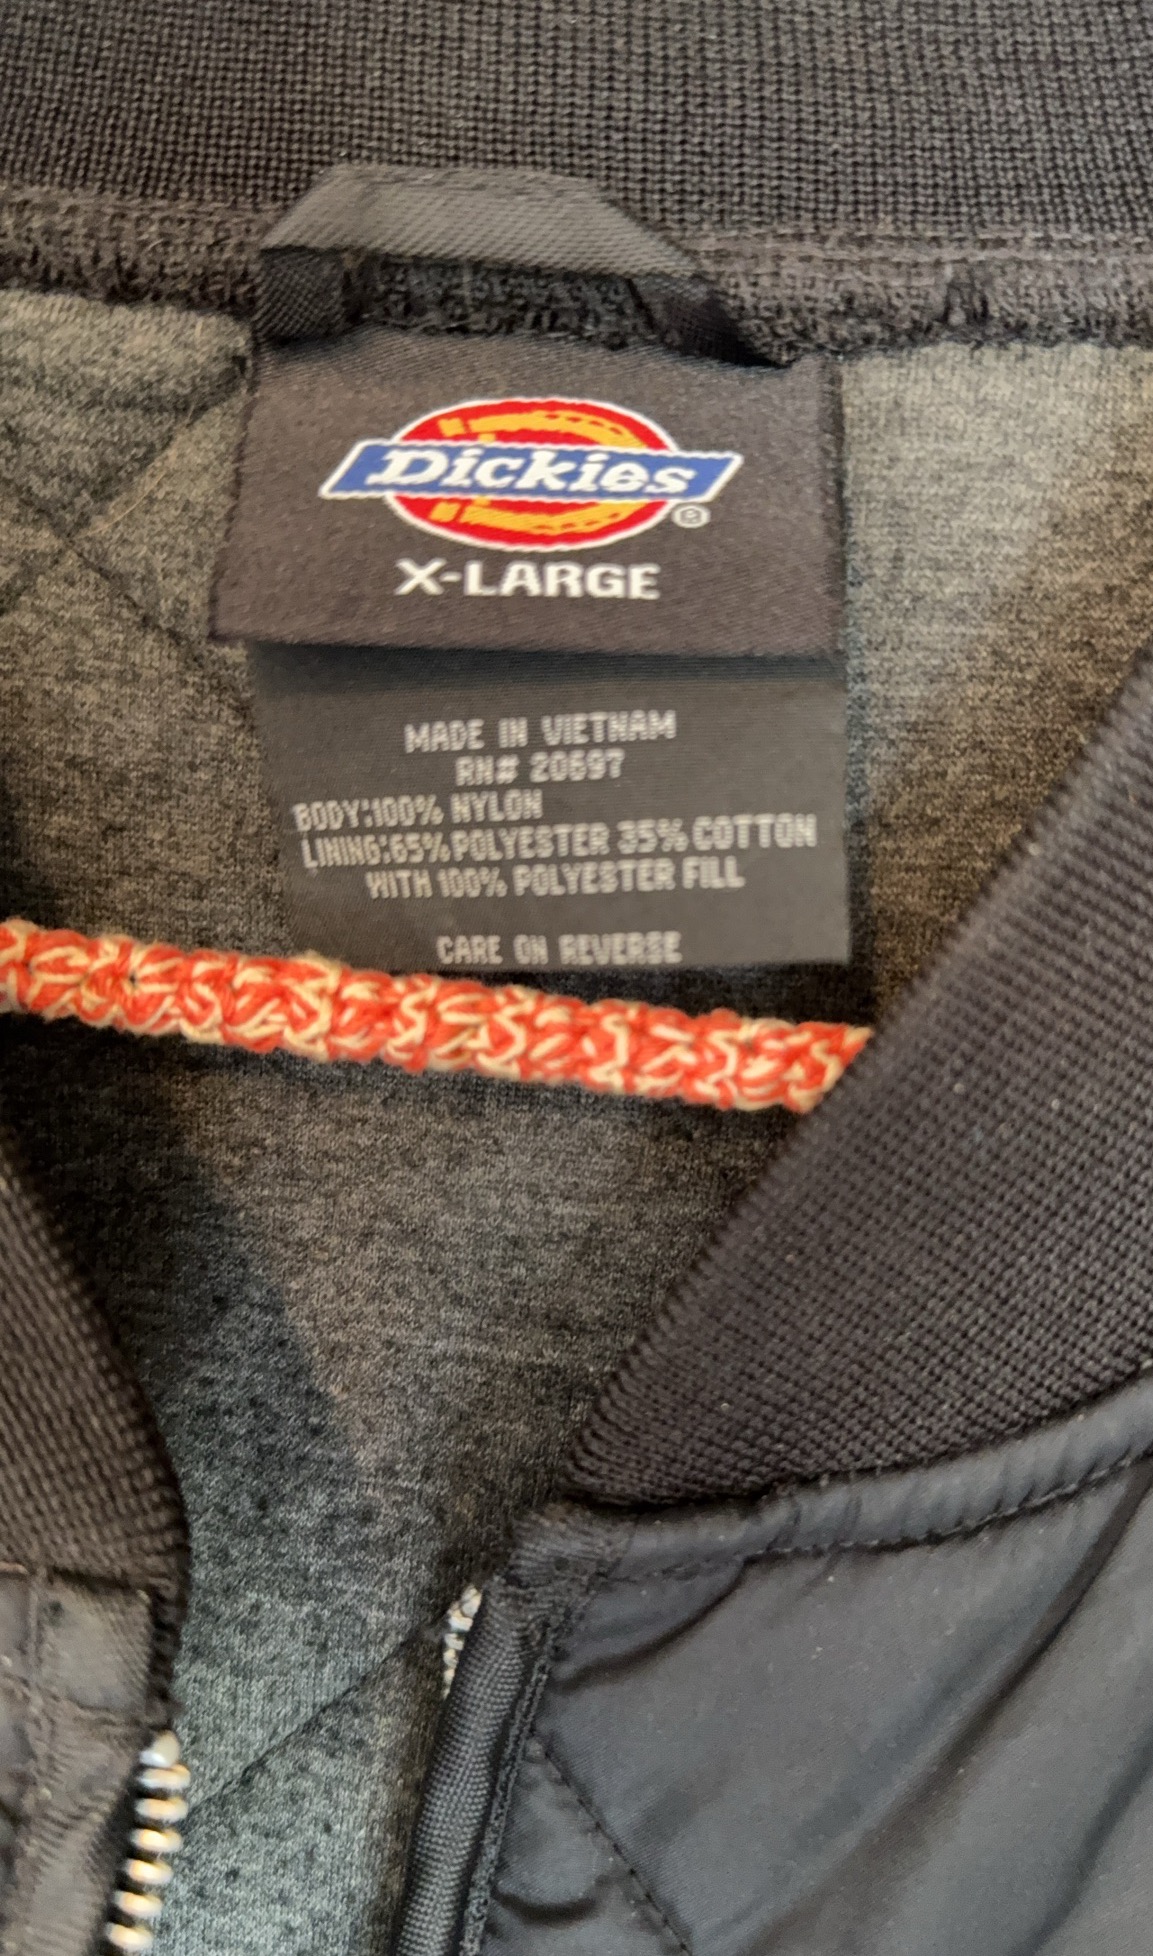 Dickies®
X-LARGE
MADE IN VIETNAM
RN# 20697
BODY:100% NYLON
LINING:65% POLYESTER 35% COTTON
WITH 100% POLYESTER FILL
CARE ON REVERSE